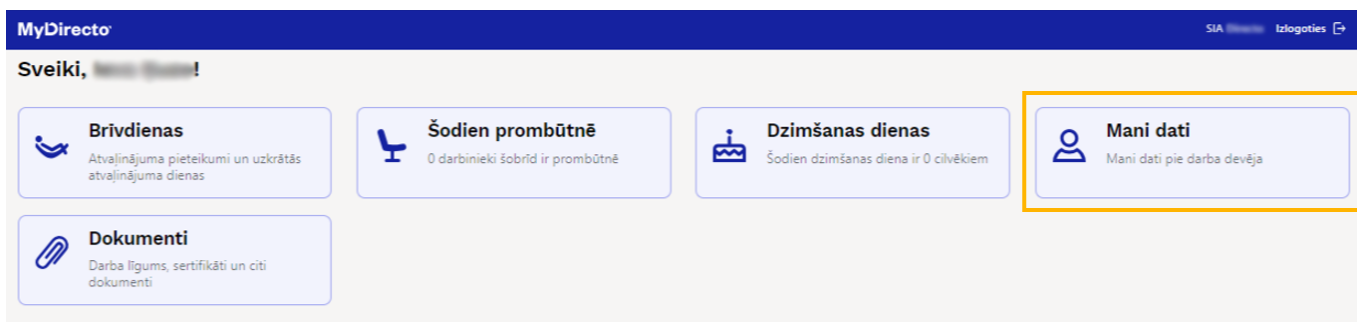 MyDirecto
SIA Izlogoties
Sveiki, !
Brīvdienas
Atvaļinājuma pieteikumi un uzkrātās
atvaļinājuma dienas
Šodien prombūtnē
0 darbinieki šobrīd ir prombūtnē
Dzimšanas dienas
Šodien dzimšanas diena ir 0 cilvēkiem
Mani dati
Mani dati pie darba devēja
Dokumenti
Darba līgums, sertifikāti un citi
dokumenti